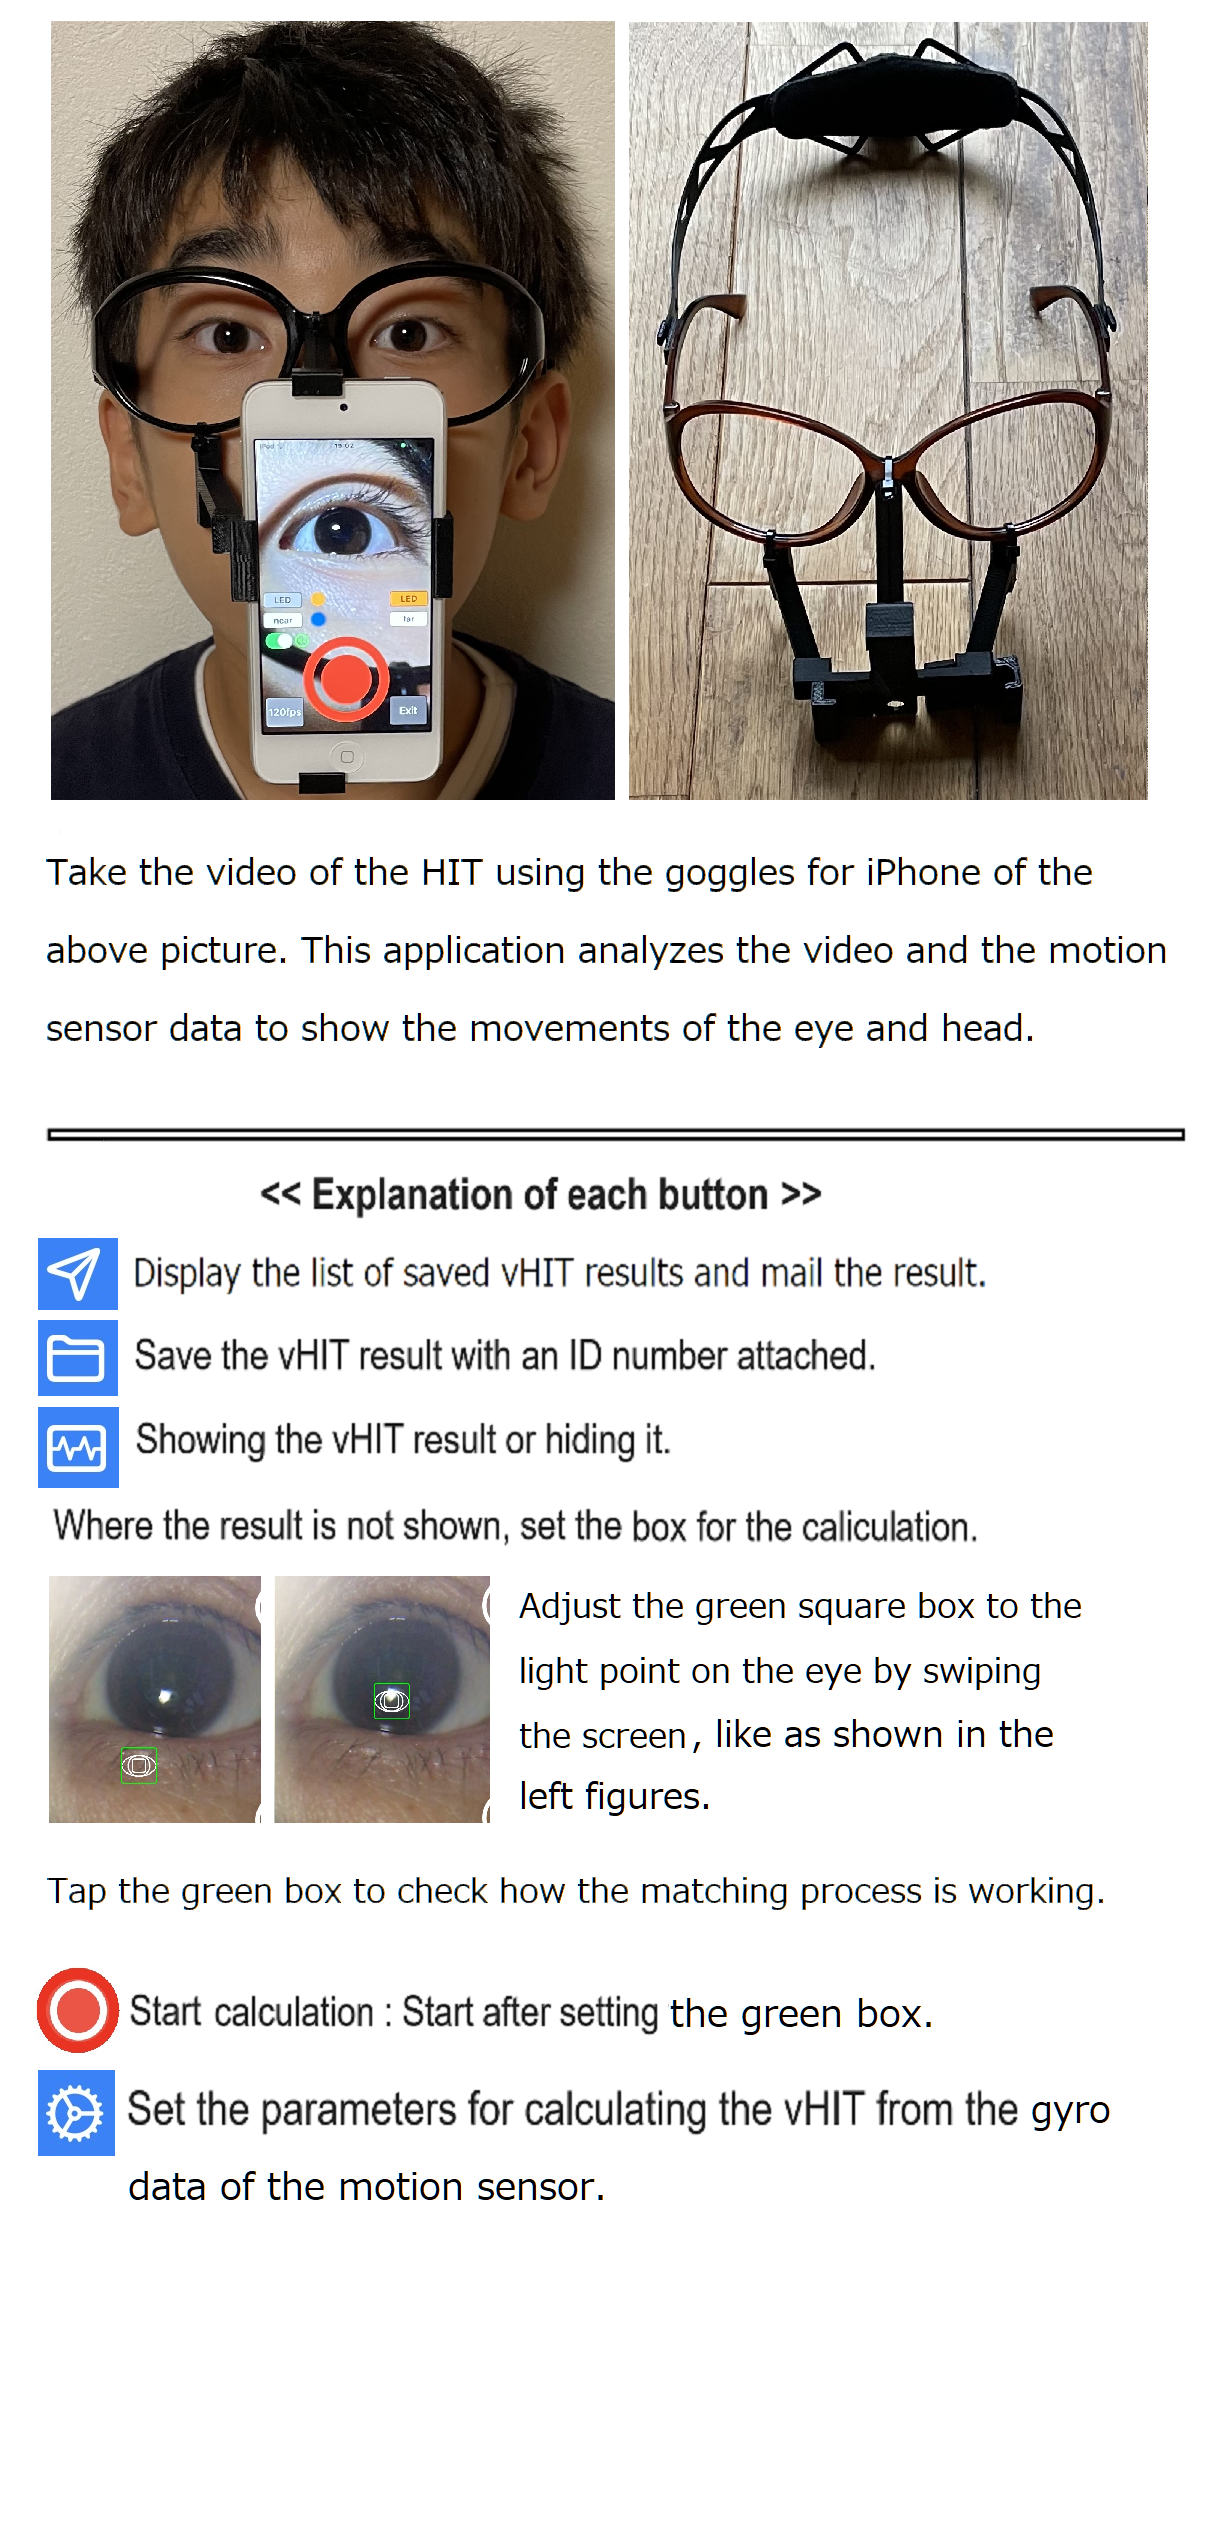 iPod
19:02
LED
LED
near
far
120fps
Exit
Take the video of the HIT using the goggles for iPhone of the
above picture. This application analyzes the video and the motion
sensor data to show the movements of the eye and head.
<< Explanation of each button >>
Display the list of saved vHIT results and mail the result.
Save the vHIT result with an ID number attached.
Showing the vHIT result or hiding it.
Where the result is not shown, set the box for the caliculation.
Adjust the green square box to the
light point on the eye by swiping
the screen, like as shown in the
left figures.
Tap the green box to check how the matching process is working.
Start calculation : Start after setting the green box.
Set the parameters for calculating the vHIT from the gyro
data of the motion sensor.